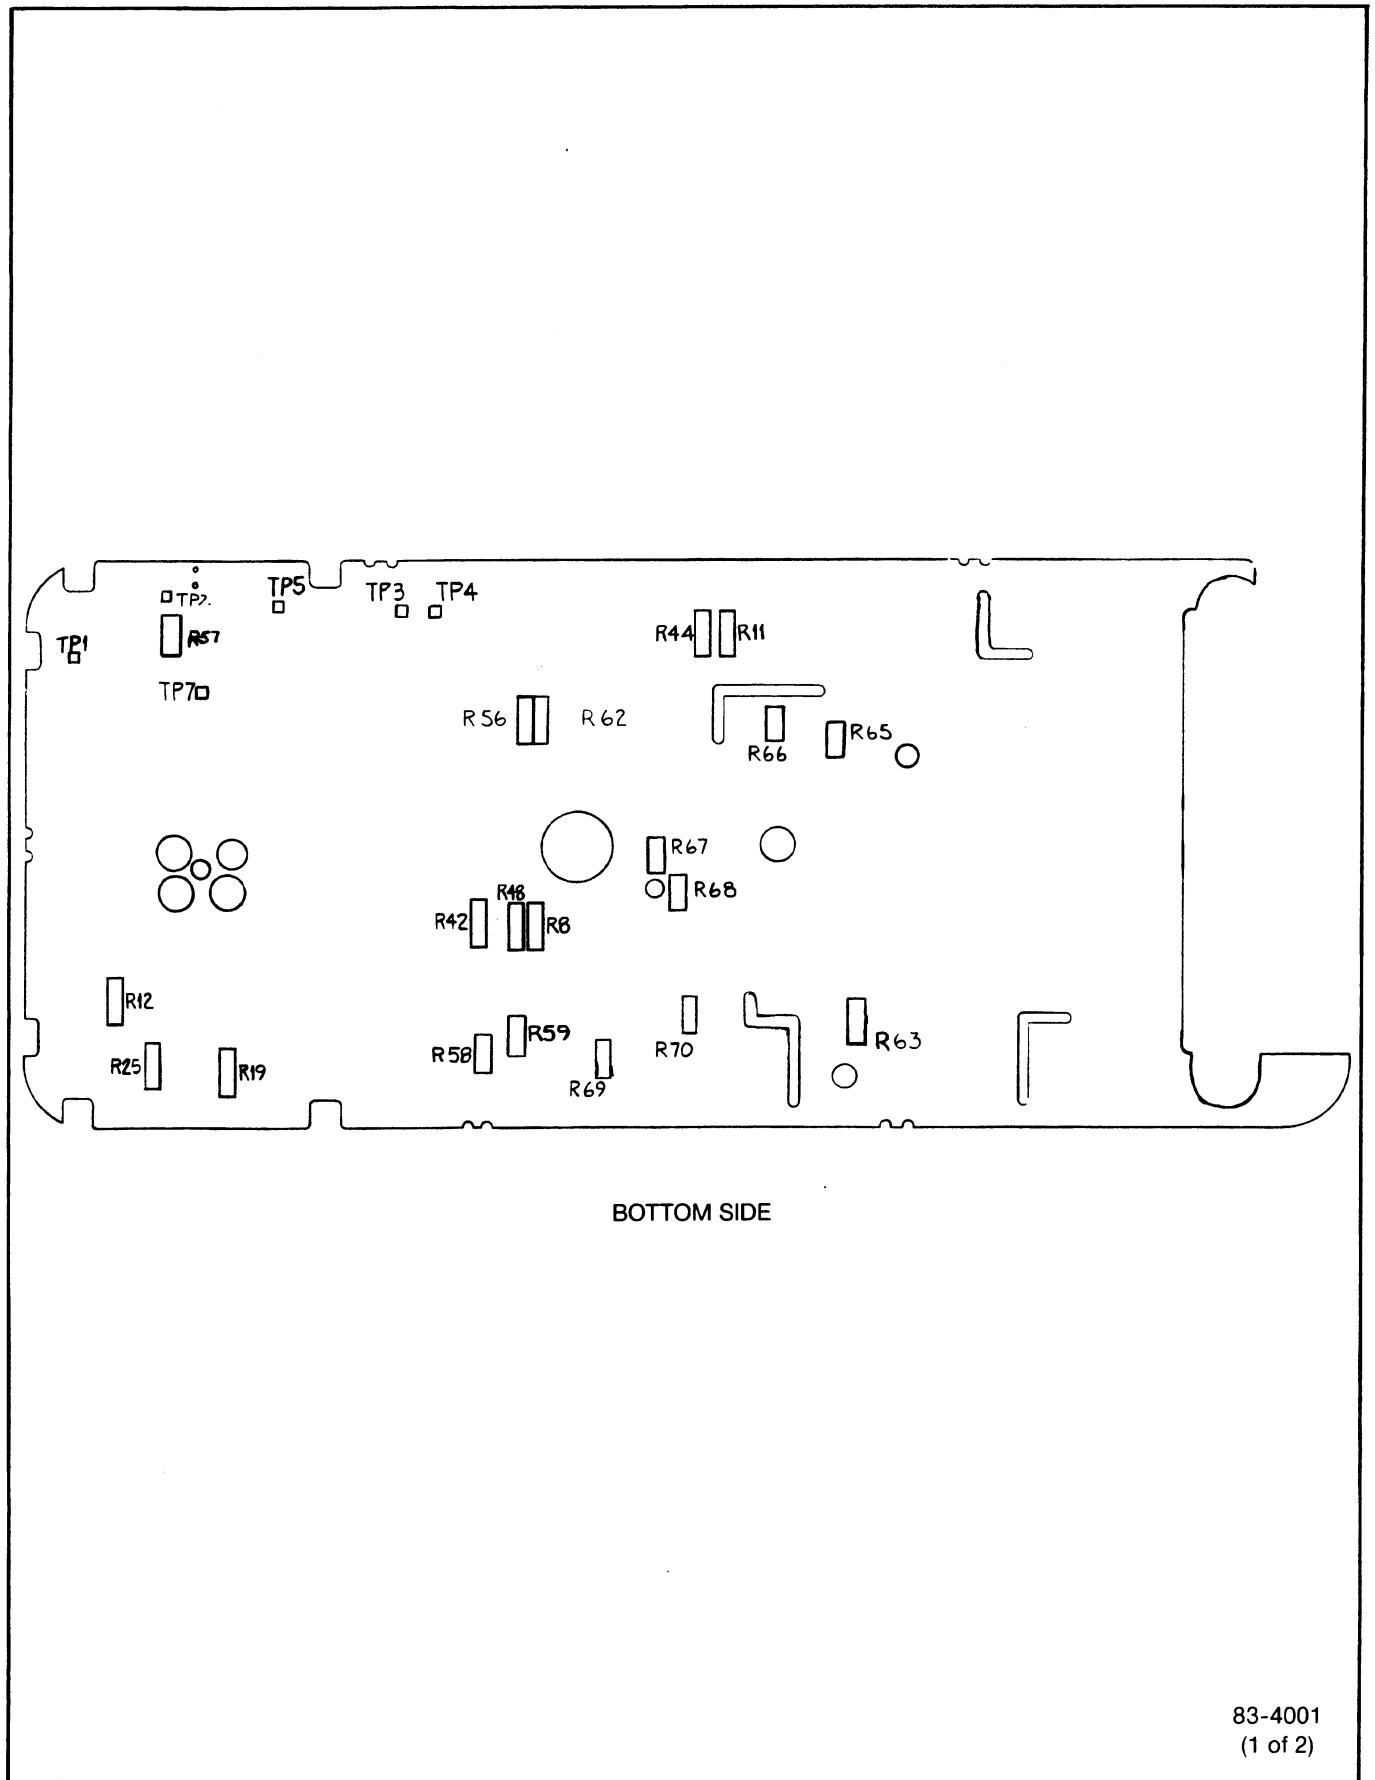 TP5
TP3
TP4
TP2.
R57
TP1
R44
R11
TP7
R56
R62
R66
R65
R67
R68
R48
R42
R8
R12
R59
R58
R25
R19
R69
R70
R63
BOTTOM SIDE
83-4001
(1 of 2)